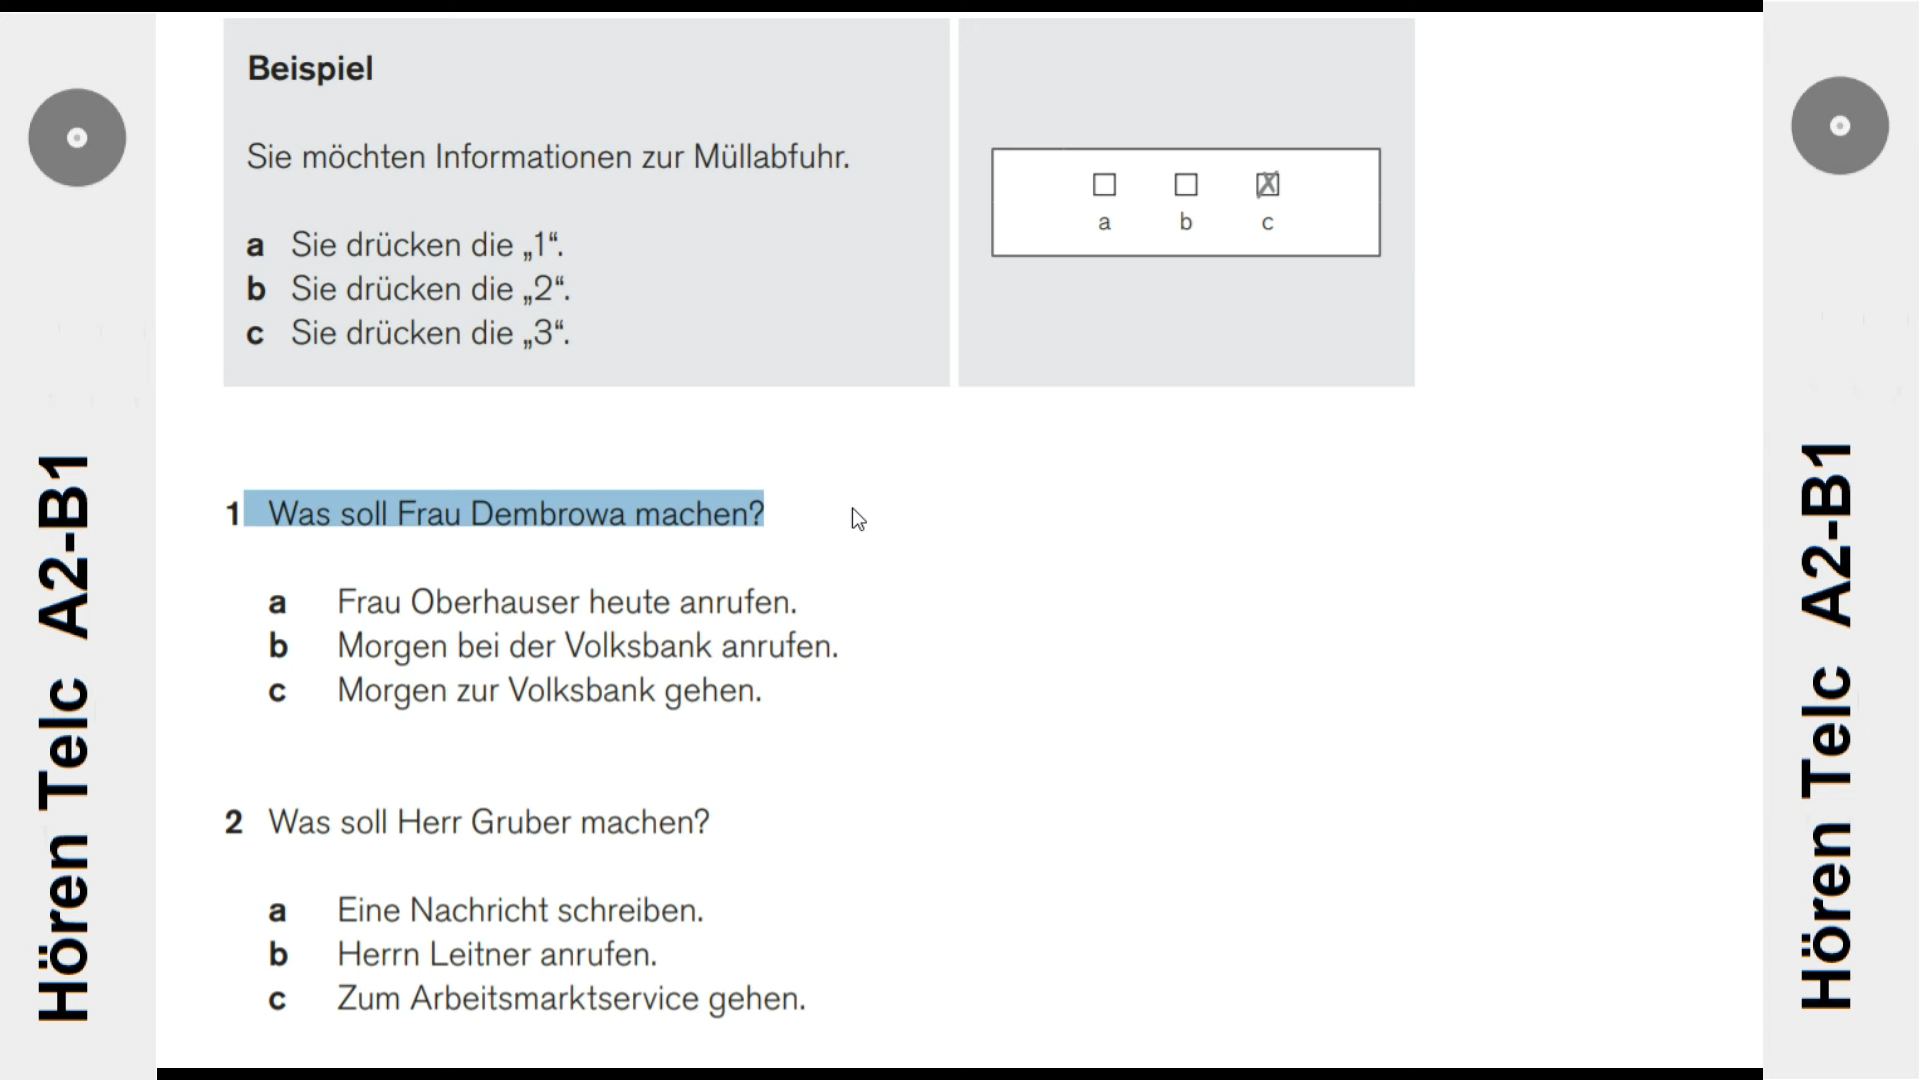 Beispiel
Sie möchten Informationen zur Müllabfuhr.
a Sie drücken die „1“.
b Sie drücken die „2“.
c Sie drücken die „3“.
a b c
1 Was soll Frau Dembrowa machen?
a Frau Oberhauser heute anrufen.
b Morgen bei der Volksbank anrufen.
c Morgen zur Volksbank gehen.
2 Was soll Herr Gruber machen?
a Eine Nachricht schreiben.
b Herrn Leitner anrufen.
c Zum Arbeitsmarktservice gehen.
Hören Telc A2-B1
Hören Telc A2-B1